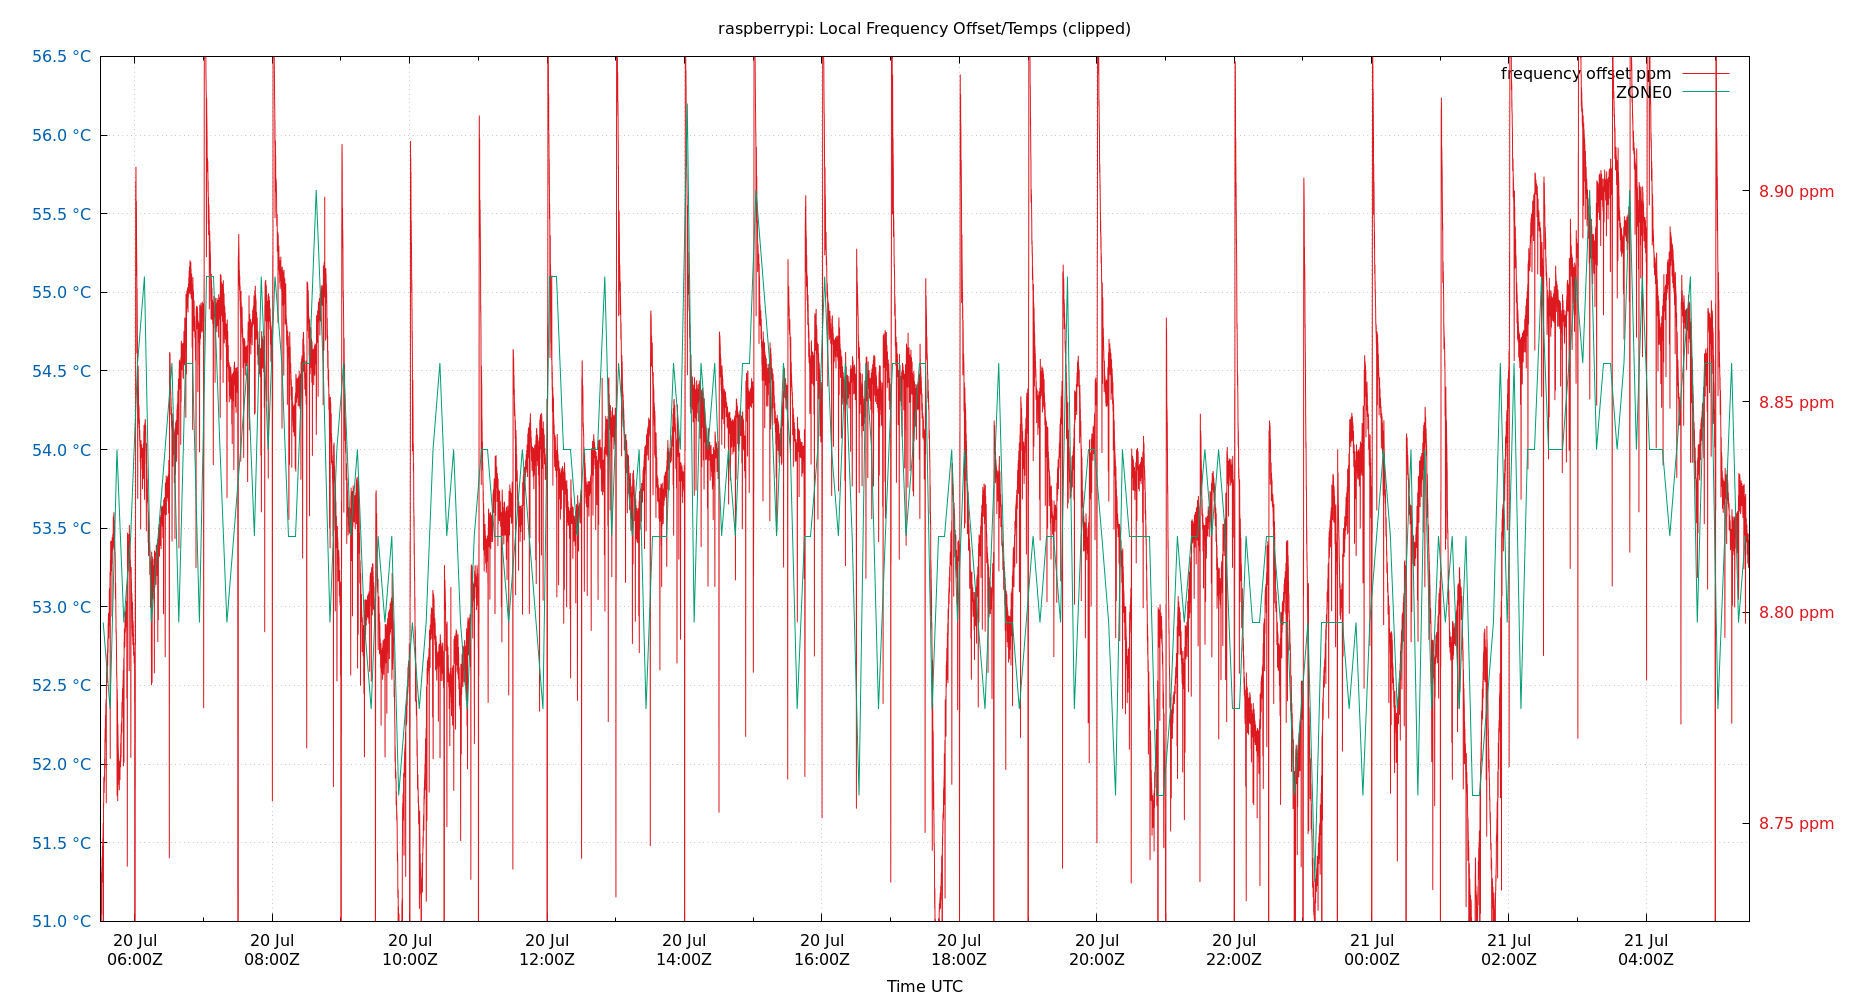 raspberrypi: Local Frequency Offset/Temps (clipped)
56.5 °C
56.0 °C
55.5 °C
55.0 °C
54.5 °C
54.0 °C
53.5 °C
53.0 °C
52.5 °C
52.0 °C
51.5 °C
51.0 °C
frequency offset ppm
ZONE0
8.90 ppm
8.85 ppm
8.80 ppm
8.75 ppm
20 Jul
06:00Z
20 Jul
08:00Z
20 Jul
10:00Z
20 Jul
12:00Z
20 Jul
14:00Z
20 Jul
16:00Z
20 Jul
18:00Z
20 Jul
20:00Z
20 Jul
22:00Z
21 Jul
00:00Z
21 Jul
02:00Z
21 Jul
04:00Z
Time UTC